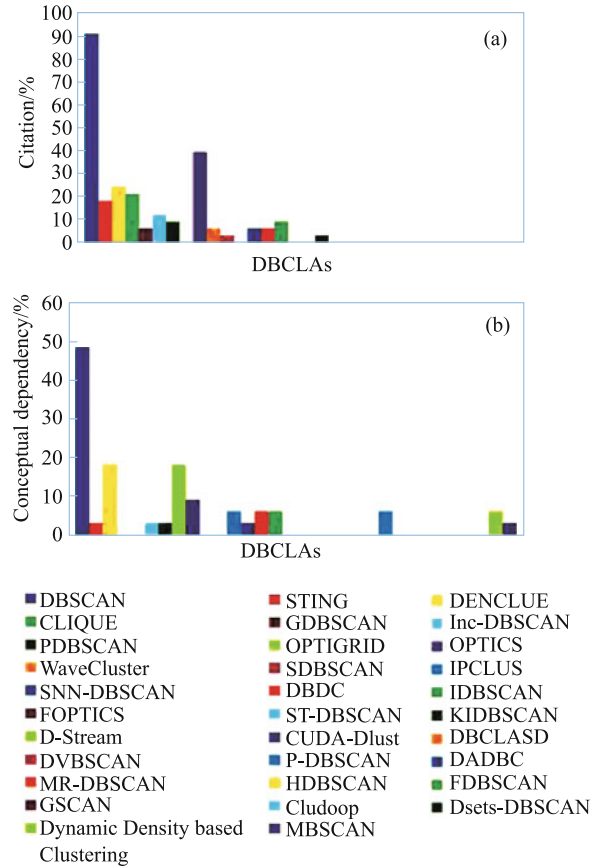 (a)
Citation/%
100
90
80
70
60
50
40
30
20
10
0
DBCLAs
(b)
Conceptual dependency/%
60
50
40
30
20
10
0
DBCLAs
DBSCAN STING DENCLUE
CLIQUE GDBSCAN Inc-DBSCAN
PDBSCAN OPTIGRID OPTICS
WaveCluster SDBSCAN IPCLUS
SNN-DBSCAN DBDC IDBSCAN
FOPTICS ST-DBSCAN KIDBSCAN
D-Stream CUDA-Dlust DBCLASD
DVBSCAN P-DBSCAN DADBC
MR-DBSCAN HDBSCAN FDBSCAN
GSCAN Cludoop Dsets-DBSCAN
Dynamic Density based MBSCAN
Clustering